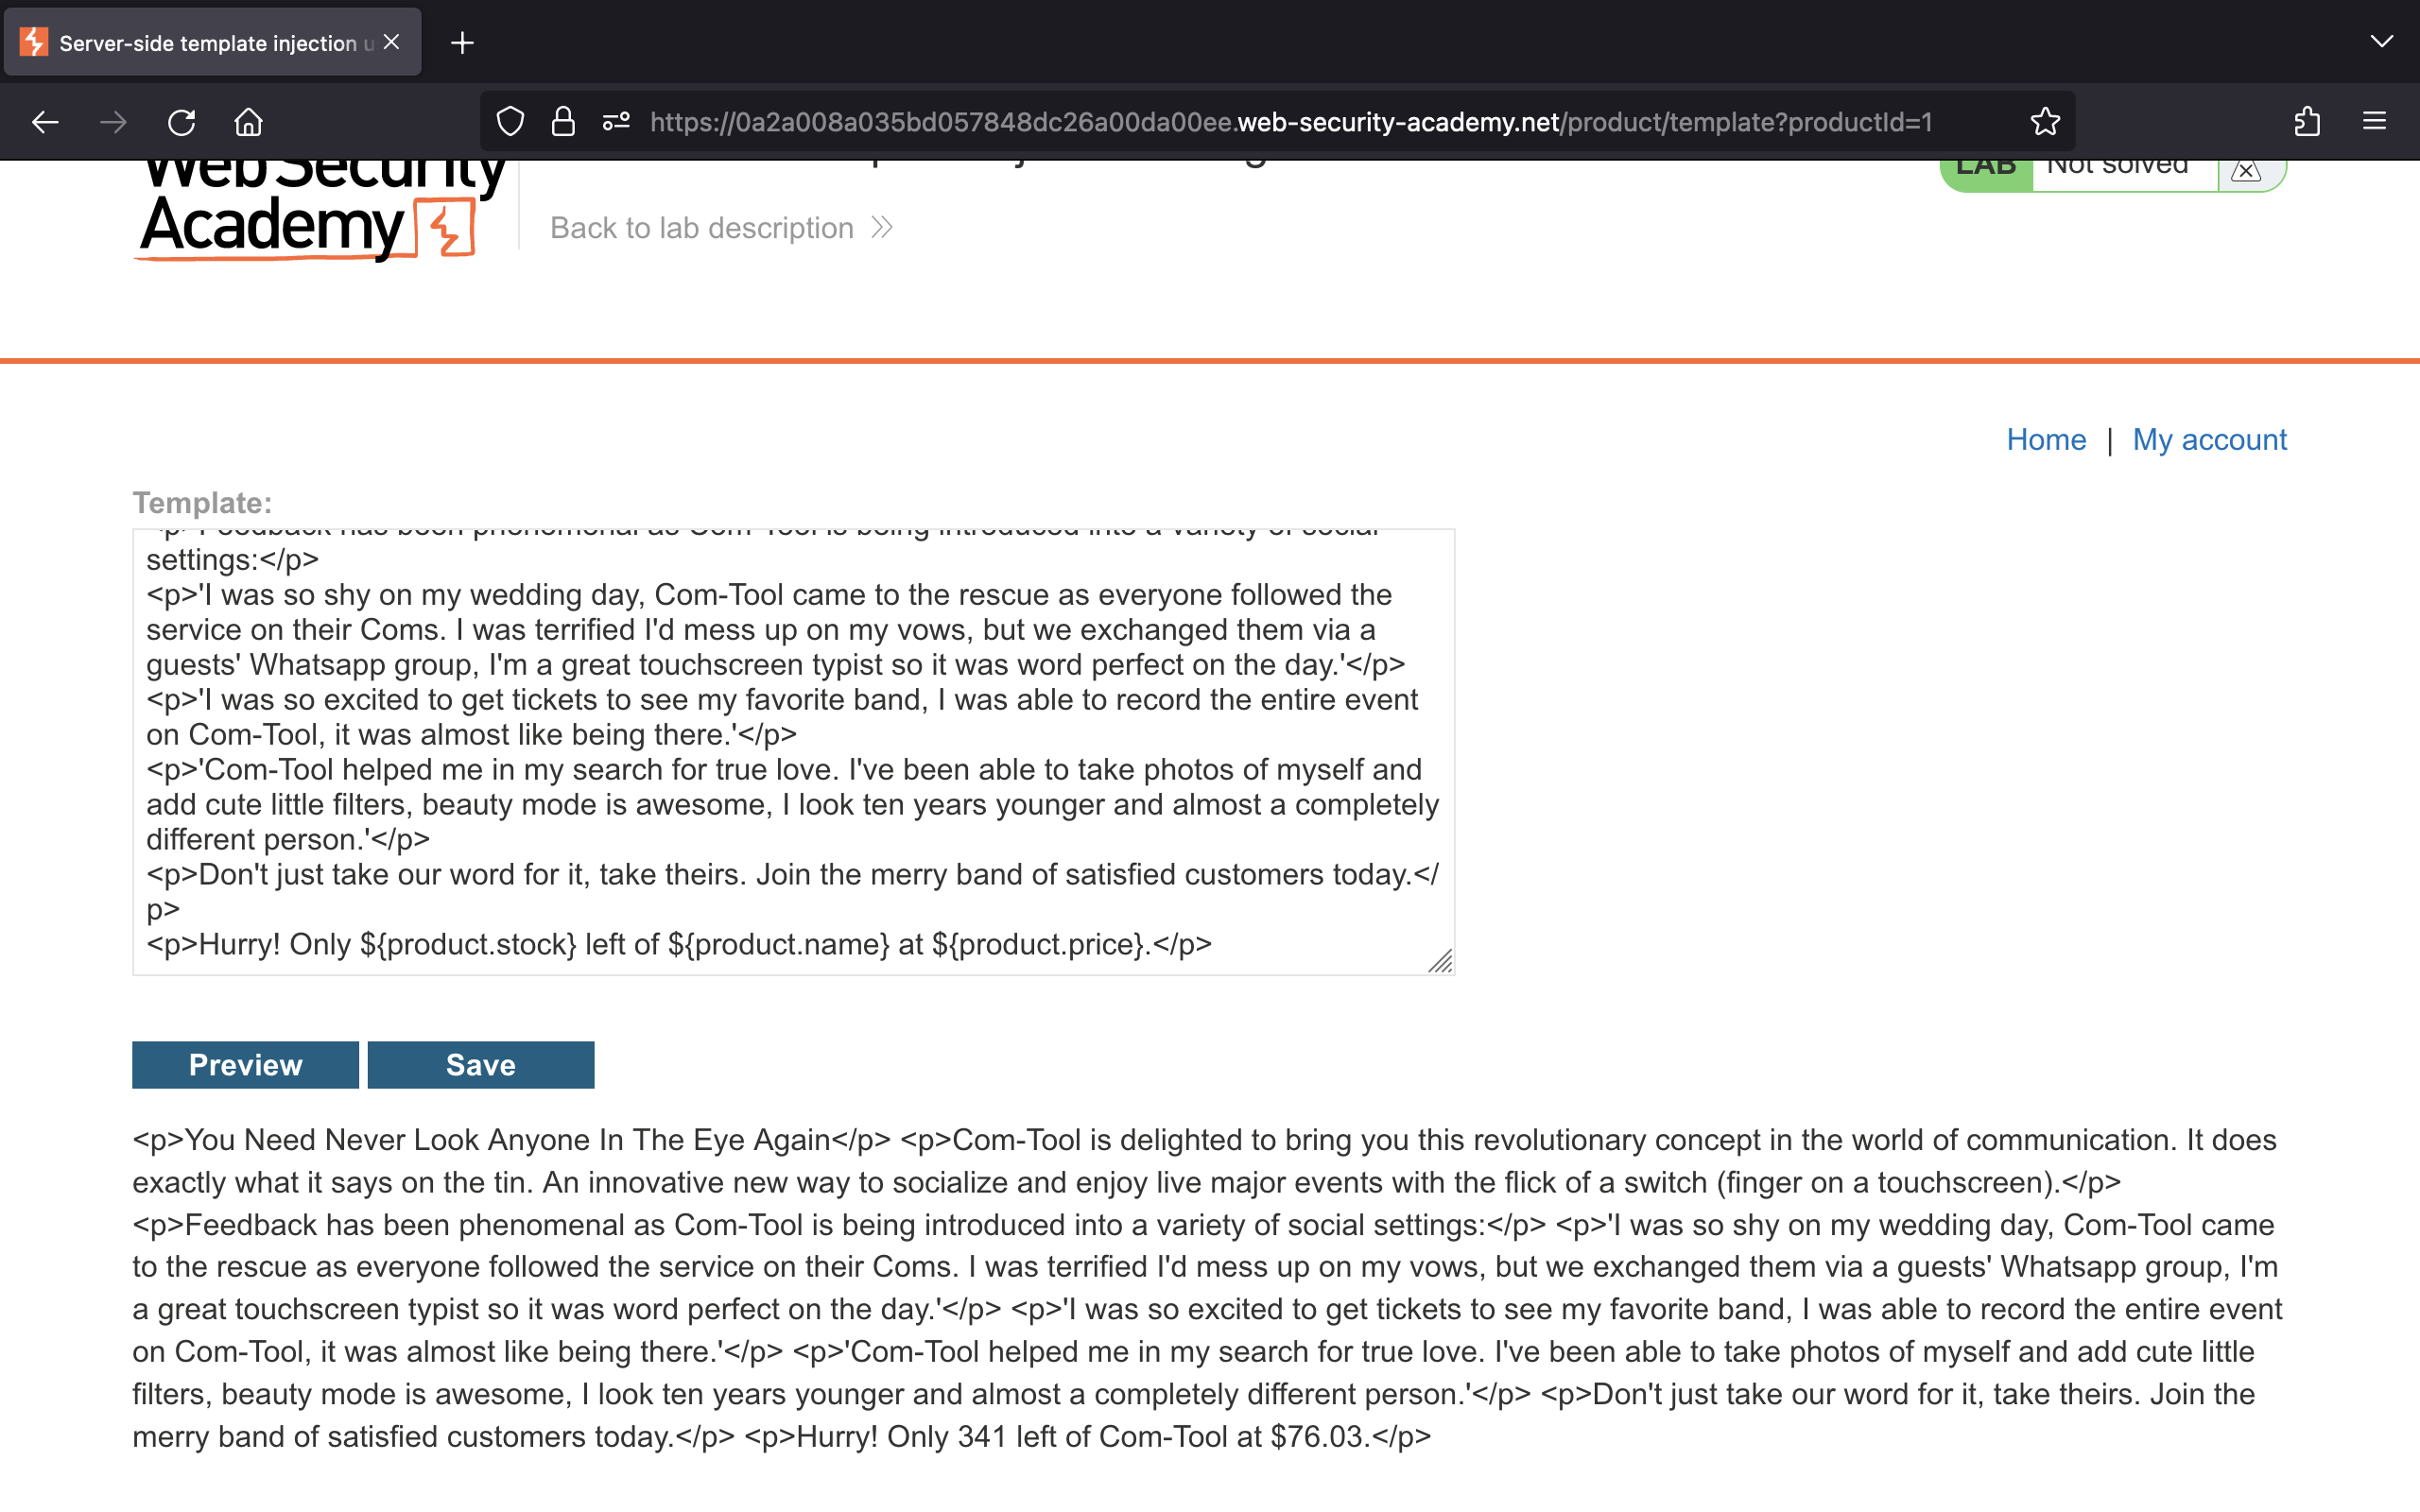 Server-side template injection u
https://0a2a008a035bd057848dc26a00da00ee.web-security-academy.net/product/template?productId=1
Web Security
Academy
Back to lab description
LAB Not solved
Home | My account
Template:
<p>Feedback has been phenomenal as Com-Tool is being introduced into a variety of social
settings:</p>
<p>'I was so shy on my wedding day, Com-Tool came to the rescue as everyone followed the
service on their Coms. I was terrified I'd mess up on my vows, but we exchanged them via a
guests' Whatsapp group, I'm a great touchscreen typist so it was word perfect on the day.'</p>
<p>'I was so excited to get tickets to see my favorite band, I was able to record the entire event
on Com-Tool, it was almost like being there.'</p>
<p>'Com-Tool helped me in my search for true love. I've been able to take photos of myself and
add cute little filters, beauty mode is awesome, I look ten years younger and almost a completely
different person.'</p>
<p>Don't just take our word for it, take theirs. Join the merry band of satisfied customers today.</
p>
<p>Hurry! Only ${product.stock} left of ${product.name} at ${product.price}.</p>
Preview Save
<p>You Need Never Look Anyone In The Eye Again</p> <p>Com-Tool is delighted to bring you this revolutionary concept in the world of communication. It does
exactly what it says on the tin. An innovative new way to socialize and enjoy live major events with the flick of a switch (finger on a touchscreen).</p>
<p>Feedback has been phenomenal as Com-Tool is being introduced into a variety of social settings:</p> <p>'I was so shy on my wedding day, Com-Tool came
to the rescue as everyone followed the service on their Coms. I was terrified I'd mess up on my vows, but we exchanged them via a guests' Whatsapp group, I'm
a great touchscreen typist so it was word perfect on the day.'</p> <p>'I was so excited to get tickets to see my favorite band, I was able to record the entire event
on Com-Tool, it was almost like being there.'</p> <p>'Com-Tool helped me in my search for true love. I've been able to take photos of myself and add cute little
filters, beauty mode is awesome, I look ten years younger and almost a completely different person.'</p> <p>Don't just take our word for it, take theirs. Join the
merry band of satisfied customers today.</p> <p>Hurry! Only 341 left of Com-Tool at $76.03.</p>